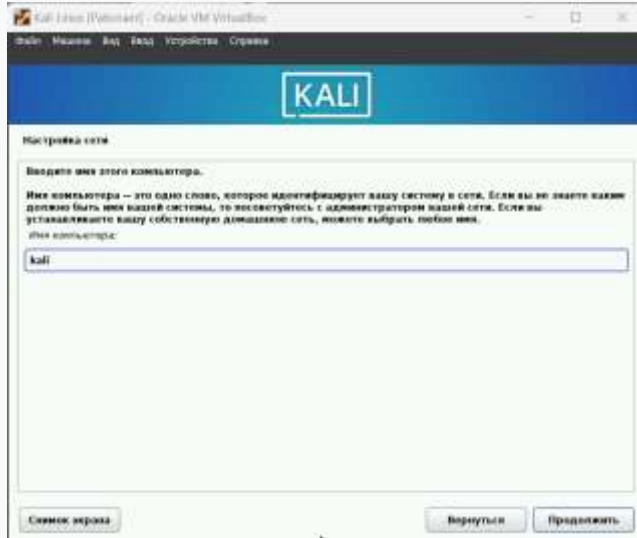 Kali Linux [Работает] - Oracle VM VirtualBox
Файл Машина Вид Ввод Устройства Справка
KALI
Настройка сети
Введите имя этого компьютера.
Имя компьютера -- это одно слово, которое идентифицирует вашу систему в сети. Если вы не знаете каким
должно быть имя вашей системы, то посоветуйтесь с администратором вашей сети. Если вы
устанавливаете вашу собственную домашнюю сеть, можете выбрать любое имя.
Имя компьютера:
kali
Снимок экрана
Вернуться
Продолжить